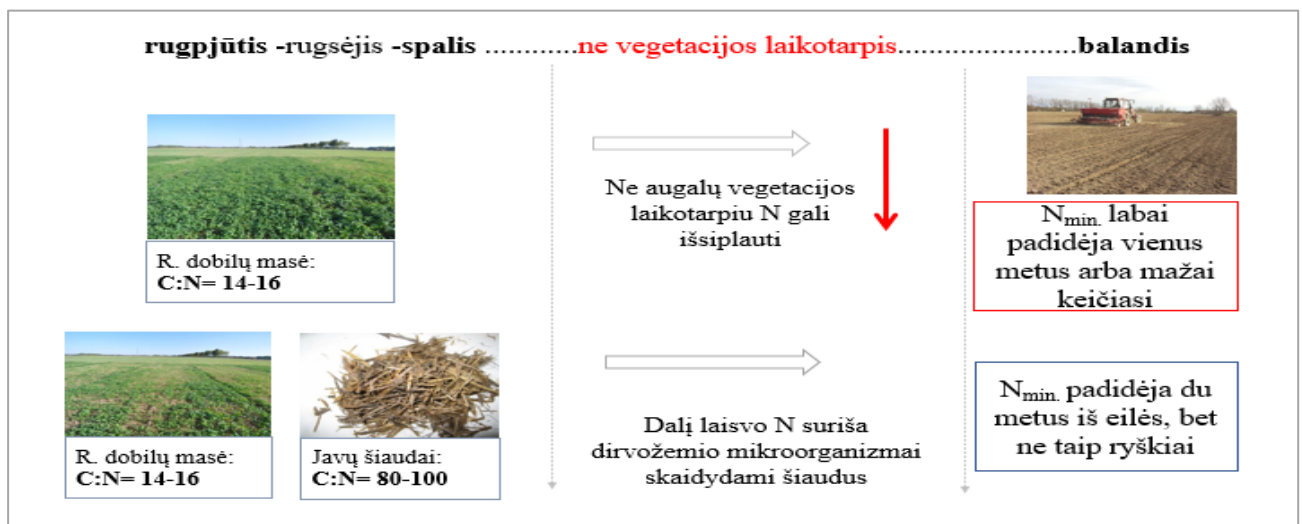 rugpjūtis -rugsėjis -spalis ............ne vegetacijos laikotarpis.......................balandis
R. dobilų masė:
C:N= 14-16
Ne augalų vegetacijos
laikotarpiu N gali
išsiplauti
Nmin. labai
padidėja vienus
metus arba mažai
keičiasi
R. dobilų masė:
C:N= 14-16
Javų šiaudai:
C:N= 80-100
Dalį laisvo N suriša
dirvožemio mikroorganizmai
skaidydami šiaudus
Nmin. padidėja du
metus iš eilės, bet
ne taip ryškiai